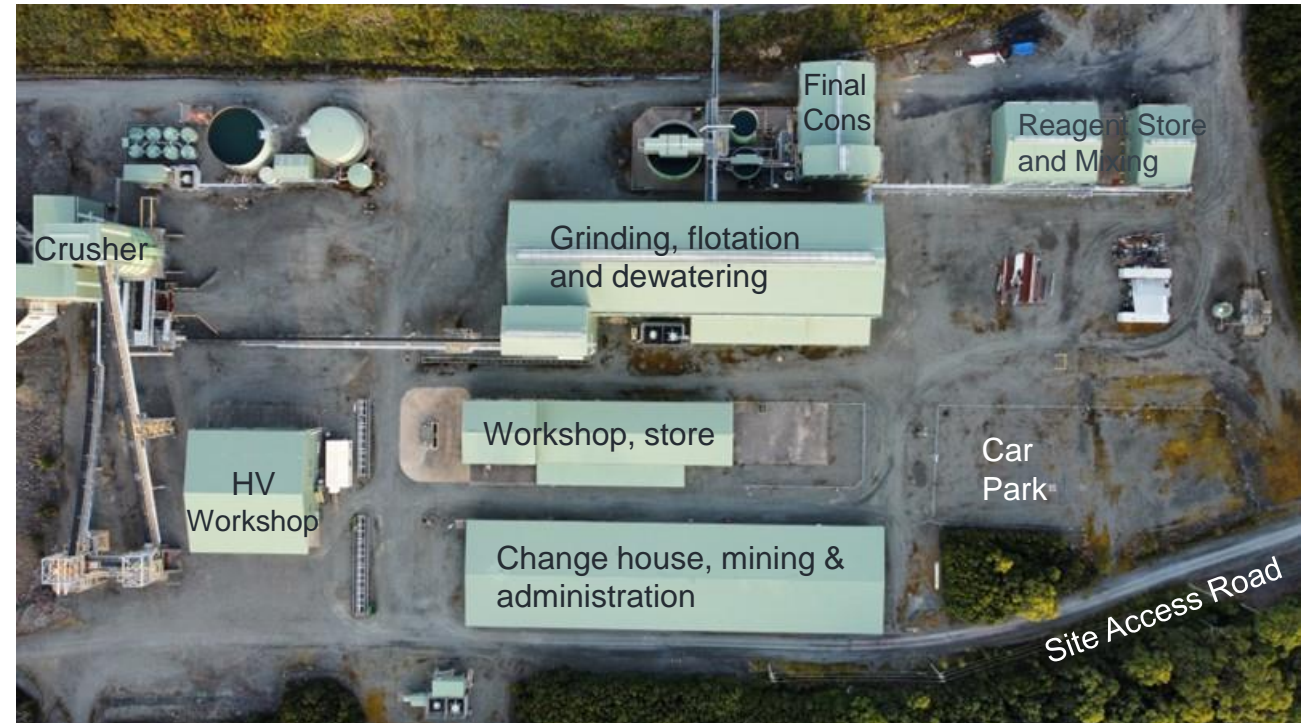 Final
Cons
Reagent Store
and Mixing
Crusher
Grinding, flotation
and dewatering
Workshop, store
Car
Park
HV
Workshop
Change house, mining &
administration
Site Access Road